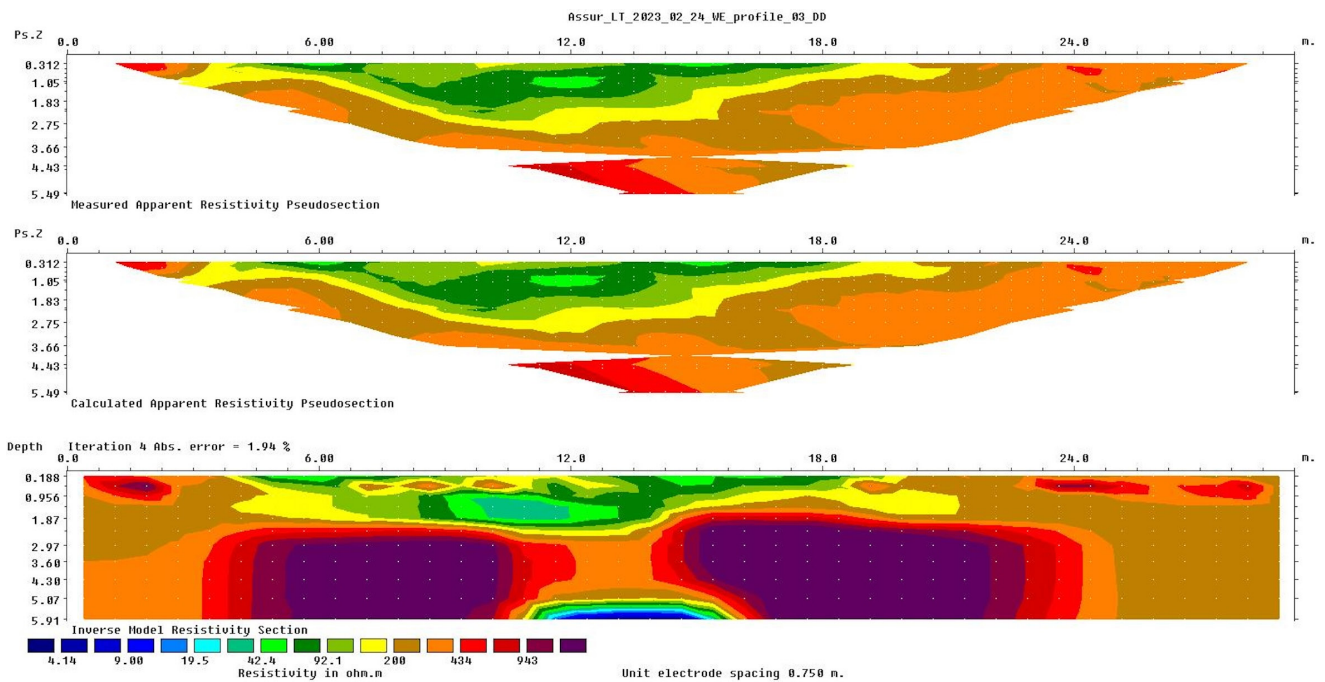 Assur_LT_2023_02_24_WE_profile_03_DD
Ps.Z 0.0 6.00 12.0 18.0 24.0 m.
0.312
1.05
1.83
2.75
3.66
4.43
5.49
Measured Apparent Resistivity Pseudosection
Ps.Z 0.0 6.00 12.0 18.0 24.0 m.
0.312
1.05
1.83
2.75
3.66
4.43
5.49
Calculated Apparent Resistivity Pseudosection
Depth Iteration 4 Abs. error = 1.94 %
0.0 6.00 12.0 18.0 24.0 m.
0.188
0.956
1.87
2.97
3.60
4.30
5.07
5.91
Inverse Model Resistivity Section
4.14 9.00 19.5 42.4 92.1 200 434 943
Resistivity in ohm.m Unit electrode spacing 0.750 m.